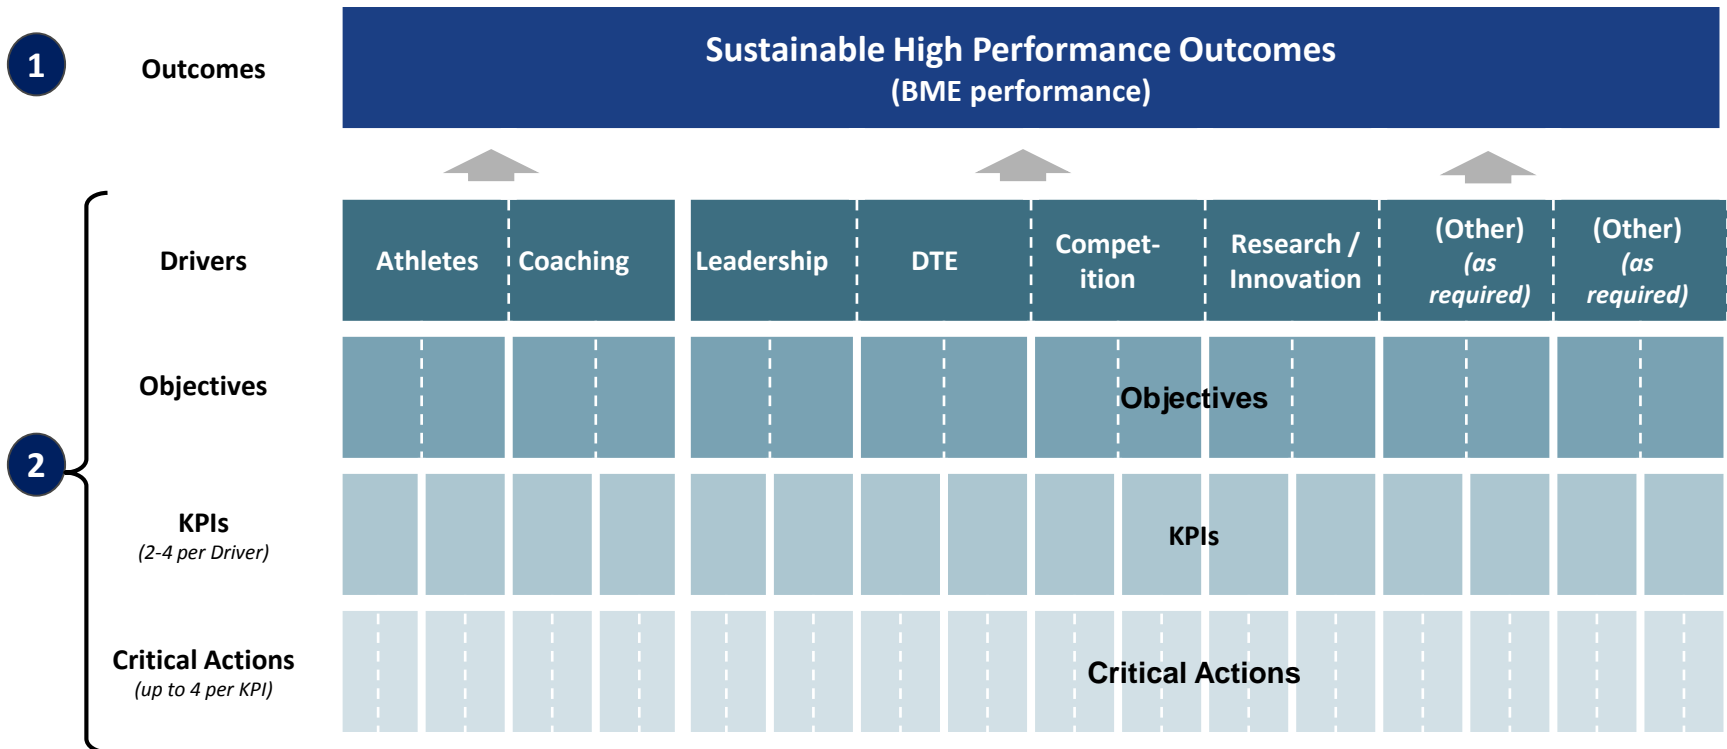 1
Outcomes
Sustainable High Performance Outcomes
(BME performance)
2
Drivers
Athletes
Coaching
Leadership
DTE
Compet-
ition
Research /
Innovation
(Other)
(as
required)
(Other)
(as
required)
Objectives
Objectives
KPIs
(2-4 per Driver)
KPIs
Critical Actions
(up to 4 per KPI)
Critical Actions